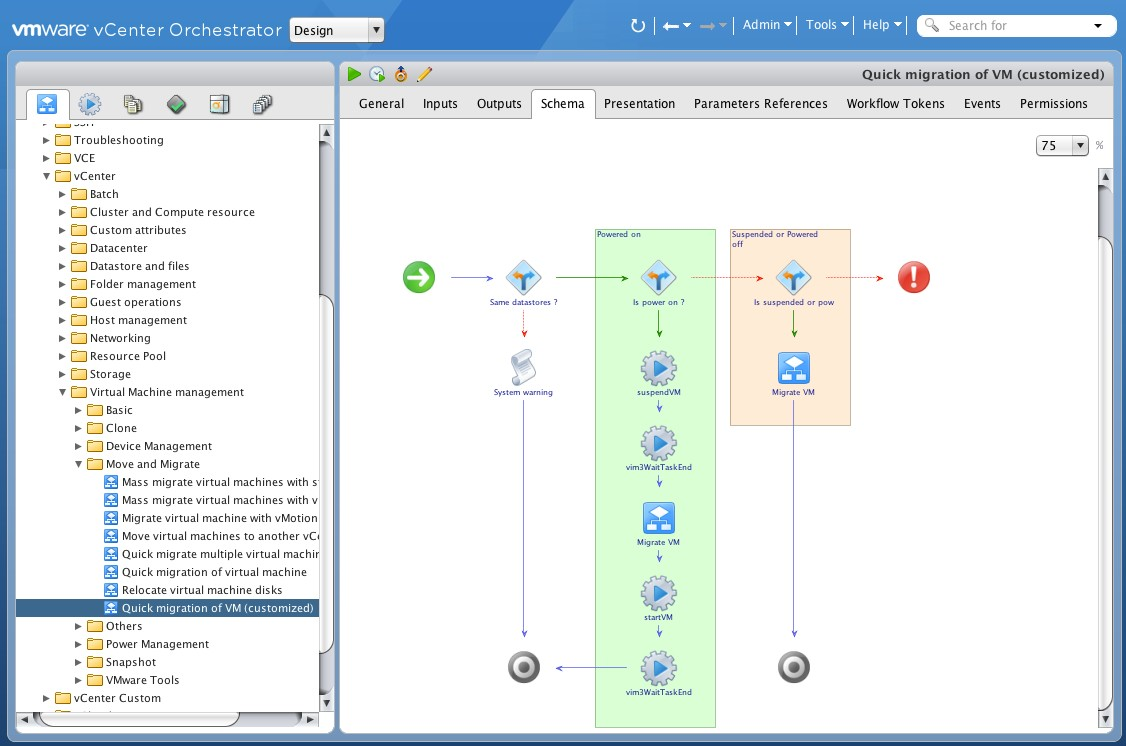 vmware vCenter Orchestrator
Design
Admin
Tools
Help
Search for
Quick migration of VM (customized)
General
Inputs
Outputs
Schema
Presentation
Parameters References
Workflow Tokens
Events
Permissions
75
%
Troubleshooting
VCE
vCenter
Batch
Cluster and Compute resource
Custom attributes
Datacenter
Datastore and files
Folder management
Guest operations
Host management
Networking
Resource Pool
Storage
Virtual Machine management
Basic
Clone
Device Management
Move and Migrate
Mass migrate virtual machines with s
Mass migrate virtual machines with v
Migrate virtual machine with vMotion
Move virtual machines to another vC
Quick migrate multiple virtual machin
Quick migration of virtual machine
Relocate virtual machine disks
Quick migration of VM (customized)
Others
Power Management
Snapshot
VMware Tools
vCenter Custom
Powered on
Suspended or Powered
off
Same datastores ?
Is power on ?
Is suspended or pow
System warning
suspendVM
Migrate VM
vim3WaitTaskEnd
Migrate VM
startVM
vim3WaitTaskEnd